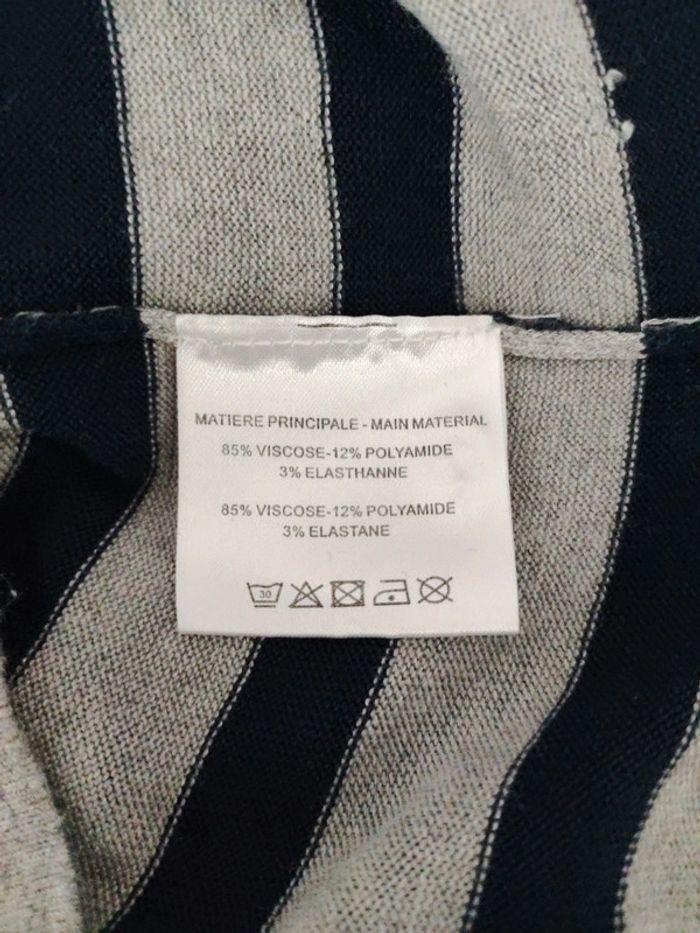 MATIERE PRINCIPALE - MAIN MATERIAL
85% VISCOSE-12% POLYAMIDE
3% ELASTHANNE
85% VISCOSE-12% POLYAMIDE
3% ELASTANE
30